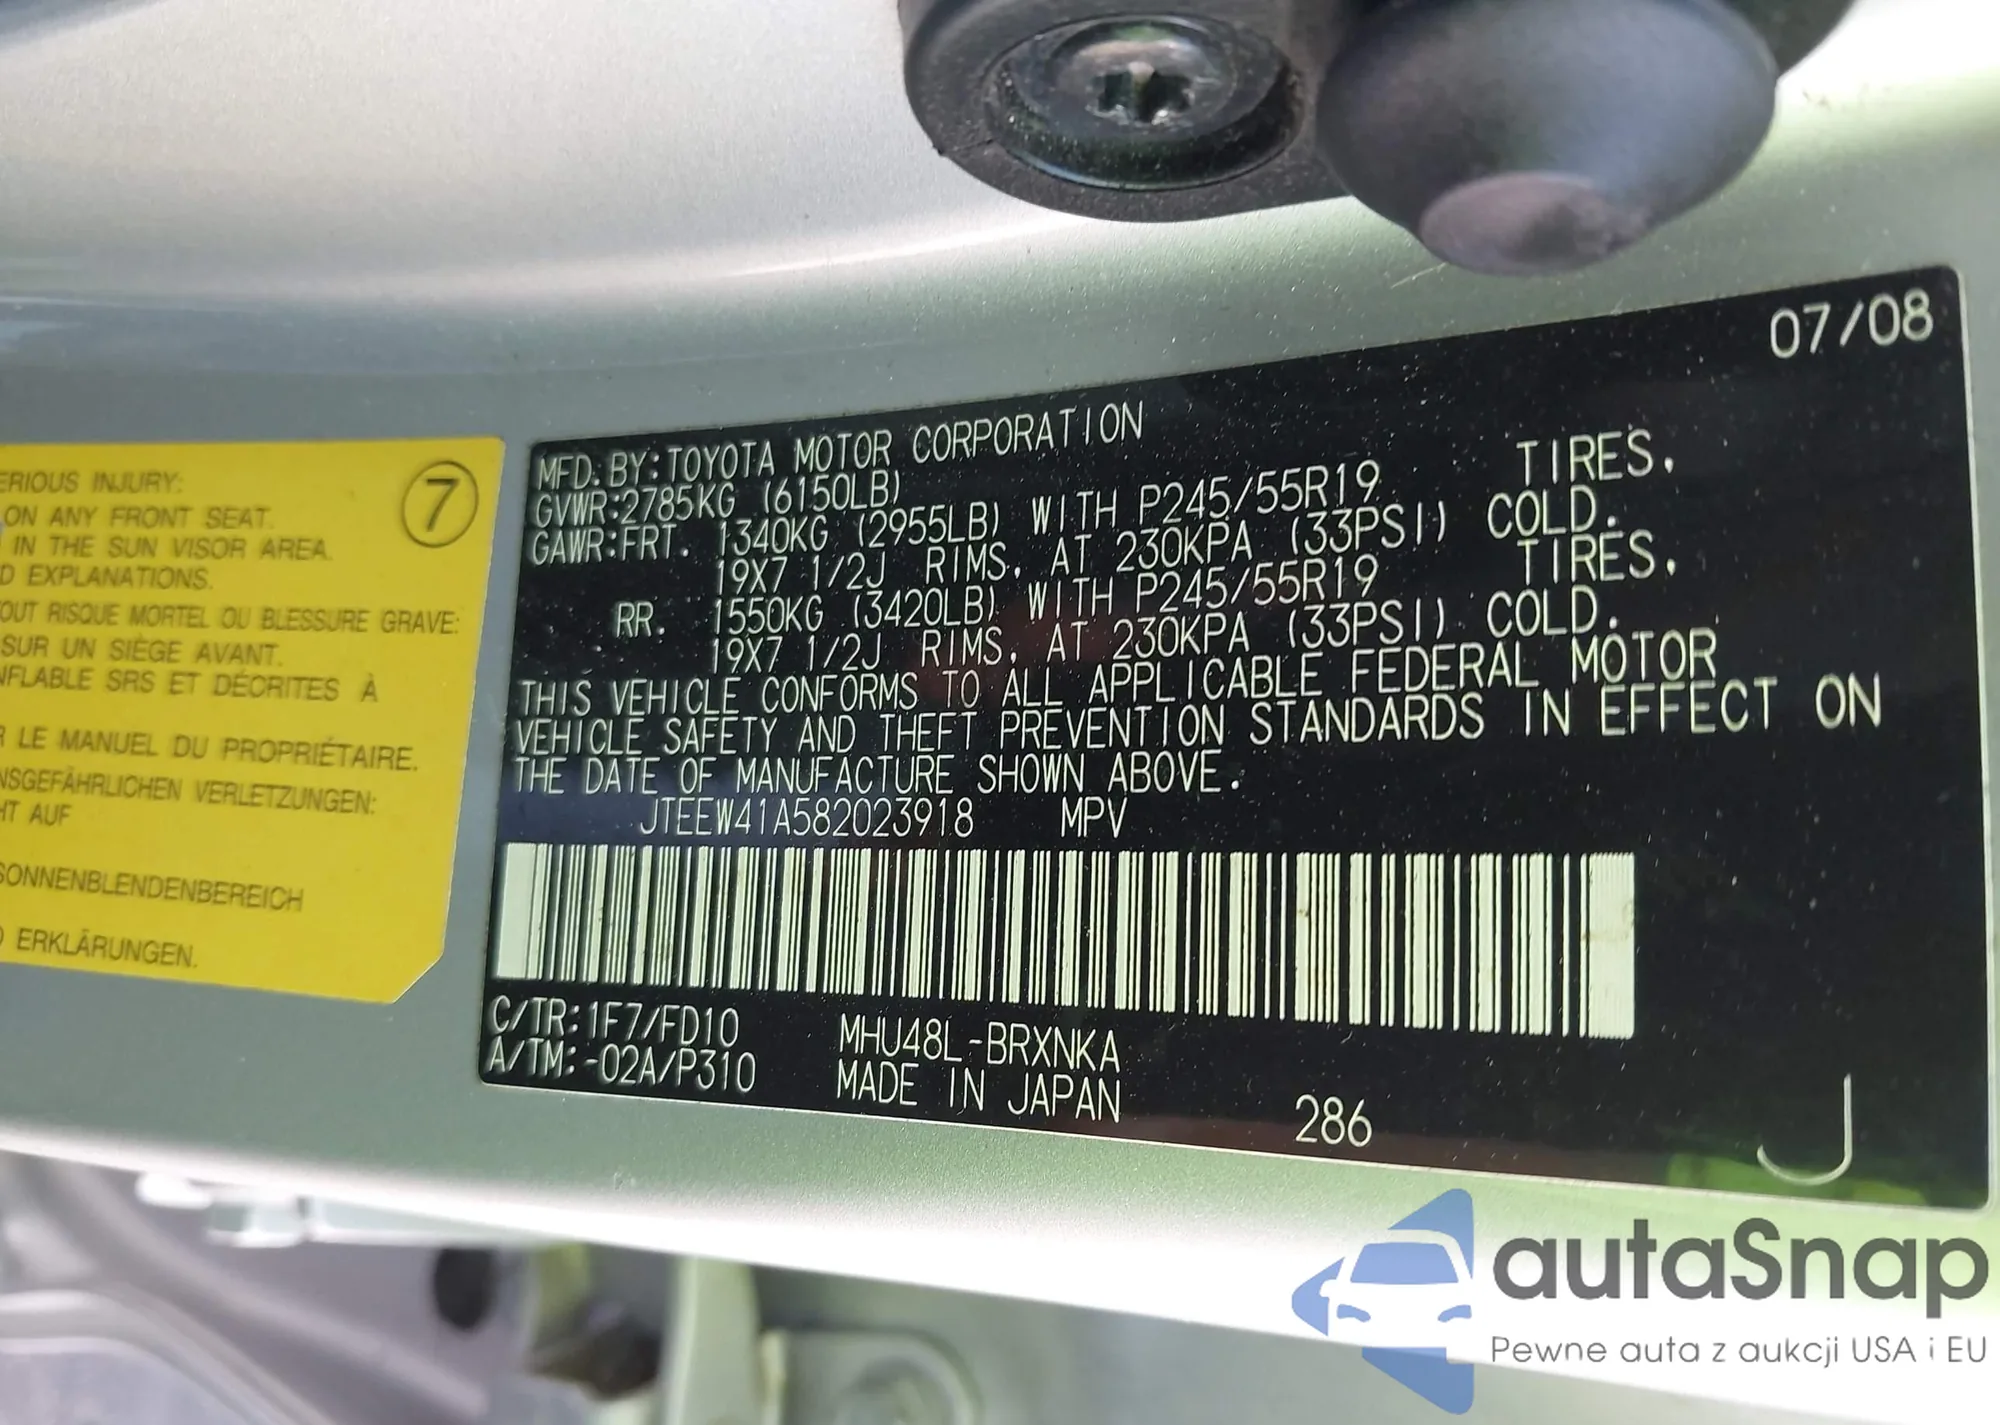 ERIOUS INJURY:
ON ANY FRONT SEAT.
IN THE SUN VISOR AREA.
D EXPLANATIONS.
OUT RISQUE MORTEL OU BLESSURE GRAVE:
SUR UN SIÈGE AVANT.
NFLABLE SRS ET DÉCRITES À
R LE MANUEL DU PROPRIÉTAIRE.
NSGEFÄHRLICHEN VERLETZUNGEN:
HT AUF
SONNENBLENDENBEREICH
D ERKLÄRUNGEN.
7
07/08
MFD.BY:TOYOTA MOTOR CORPORATION
GVWR:2785KG (6150LB)
GAWR:FRT. 1340KG (2955LB) WITH P245/55R19 TIRES,
19X7 1/2J RIMS, AT 230KPA (33PSI) COLD.
RR. 1550KG (3420LB) WITH P245/55R19 TIRES,
19X7 1/2J RIMS, AT 230KPA (33PSI) COLD.
THIS VEHICLE CONFORMS TO ALL APPLICABLE FEDERAL MOTOR
VEHICLE SAFETY AND THEFT PREVENTION STANDARDS IN EFFECT ON
THE DATE OF MANUFACTURE SHOWN ABOVE.
JTEEW41A582023918 MPV
C/TR:1F7/FD10 MHU48L-BRXNKA
A/TM:-02A/P310 MADE IN JAPAN
286
J
autaSnap
Pewne auta z aukcji USA i EU